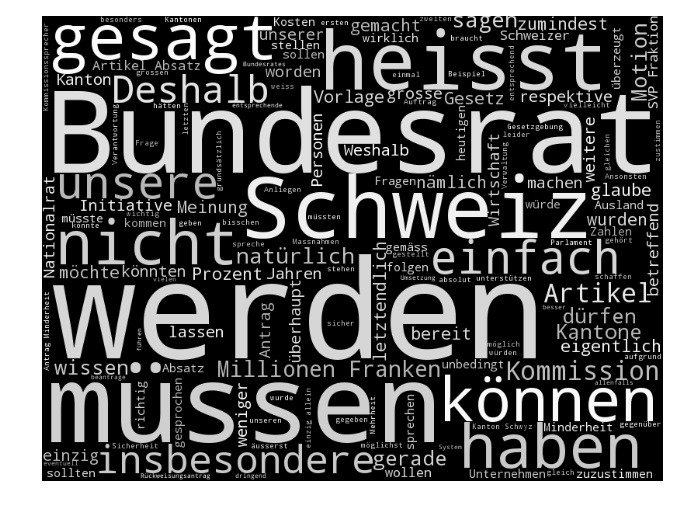 besonders Kantonen
Kosten ersten sagen zweiten
gesagt
unserer gemacht zumindest
stellen wirklich braucht Schweizer
heisst
Kommissionssprecher
Artikel Absatz Bundesrates sollen einmal Beispiel entsprechend überzeugt
Motion
SVP Fraktion
Kanton grossen worden
Deshalb
weiss Vorlage grosse Gesetz respektive
hatten entsprechende Auftrag vielleicht
Bundesrat
Verantwortung letzten
Frage grundsätzlich
Personen
Weshalb heutigen
Gesetzgebung
leider
Wirtschaft
Verwaltung
gleichen
weitere
zustimmen
Ansonsten
unsere
Anliegen Fragen nämlich machen glaube
Schweiz
Nationalrat
Initiative Meinung müssten würde Ausland
müsste wichtig wurden
konnte kommen geben bisschen Zahlen
nicht
spreche Massnahmen gemäss Parlament gehört
natürlich
gestellt
einfach
betreffend
möchte könnten Prozent Jahren stehen folgen schaffen
vielen Umsetzung absolut unterstützen
werden
letztendlich
überhaupt
Artikel
besser
Antrag Minderheit
führen
lassen
Antrag
sicher bereit
möglich
würden
dürfen
Kantone
eigentlich
wissen Absatz Millionen Franken unbedingt Kommission aufgrund
beantrage
müssen
richtig
gesprochen
weniger
wurde
unseren
einzig allein
gegeben
Mehrheit
möglichst
sprechen
allenfalls
können
Kanton Schwyz Minderheit gegenüber
Sicherheit Äusserst System
haben
einzig
insbesondere
gerade
sollten eventuell wollen Unternehmen gleich zuzustimmen
Rückweisungsantrag dringend